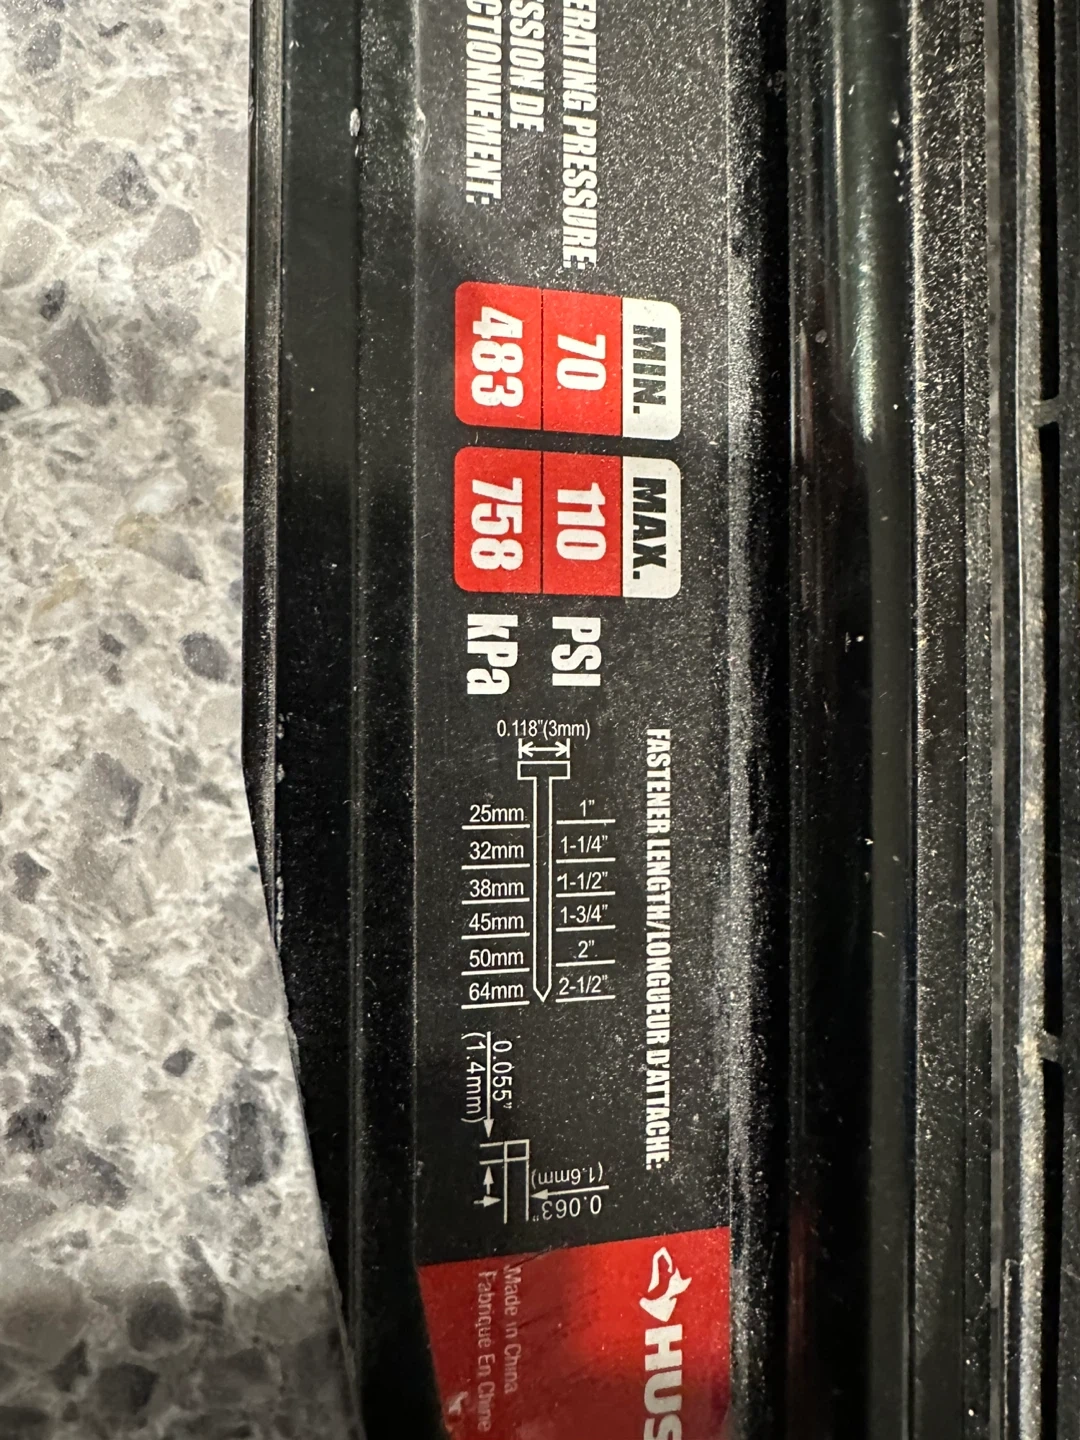 ERATING PRESSURE:
SSION DE
CTIONNEMENT:
MIN. MAX.
70 110 PSI
483 758 kPa
FASTENER LENGTH/LONGUEUR D'ATTACHE:
0.118"(3mm)
25mm 1"
32mm 1-1/4"
38mm 1-1/2"
45mm 1-3/4"
50mm 2"
64mm 2-1/2"
0.055"
(1.4mm)
0.063"
(1.6mm)
HUS
Made in China
Fabriqué En Chine